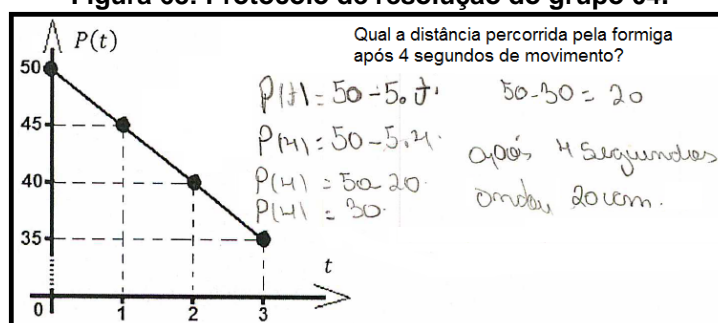 Figura 65: Protocolo de resolução do grupo 04.
P(t)
Qual a distância percorrida pela formiga
após 4 segundos de movimento?
50
45
40
35
0
1
2
3
t
P(t) = 50 - 5.t.
P(4) = 50 - 5.4.
P(4) = 50 - 20.
P(4) = 30.
50 - 30 = 20
após 4 segundos
andou 20 cm.